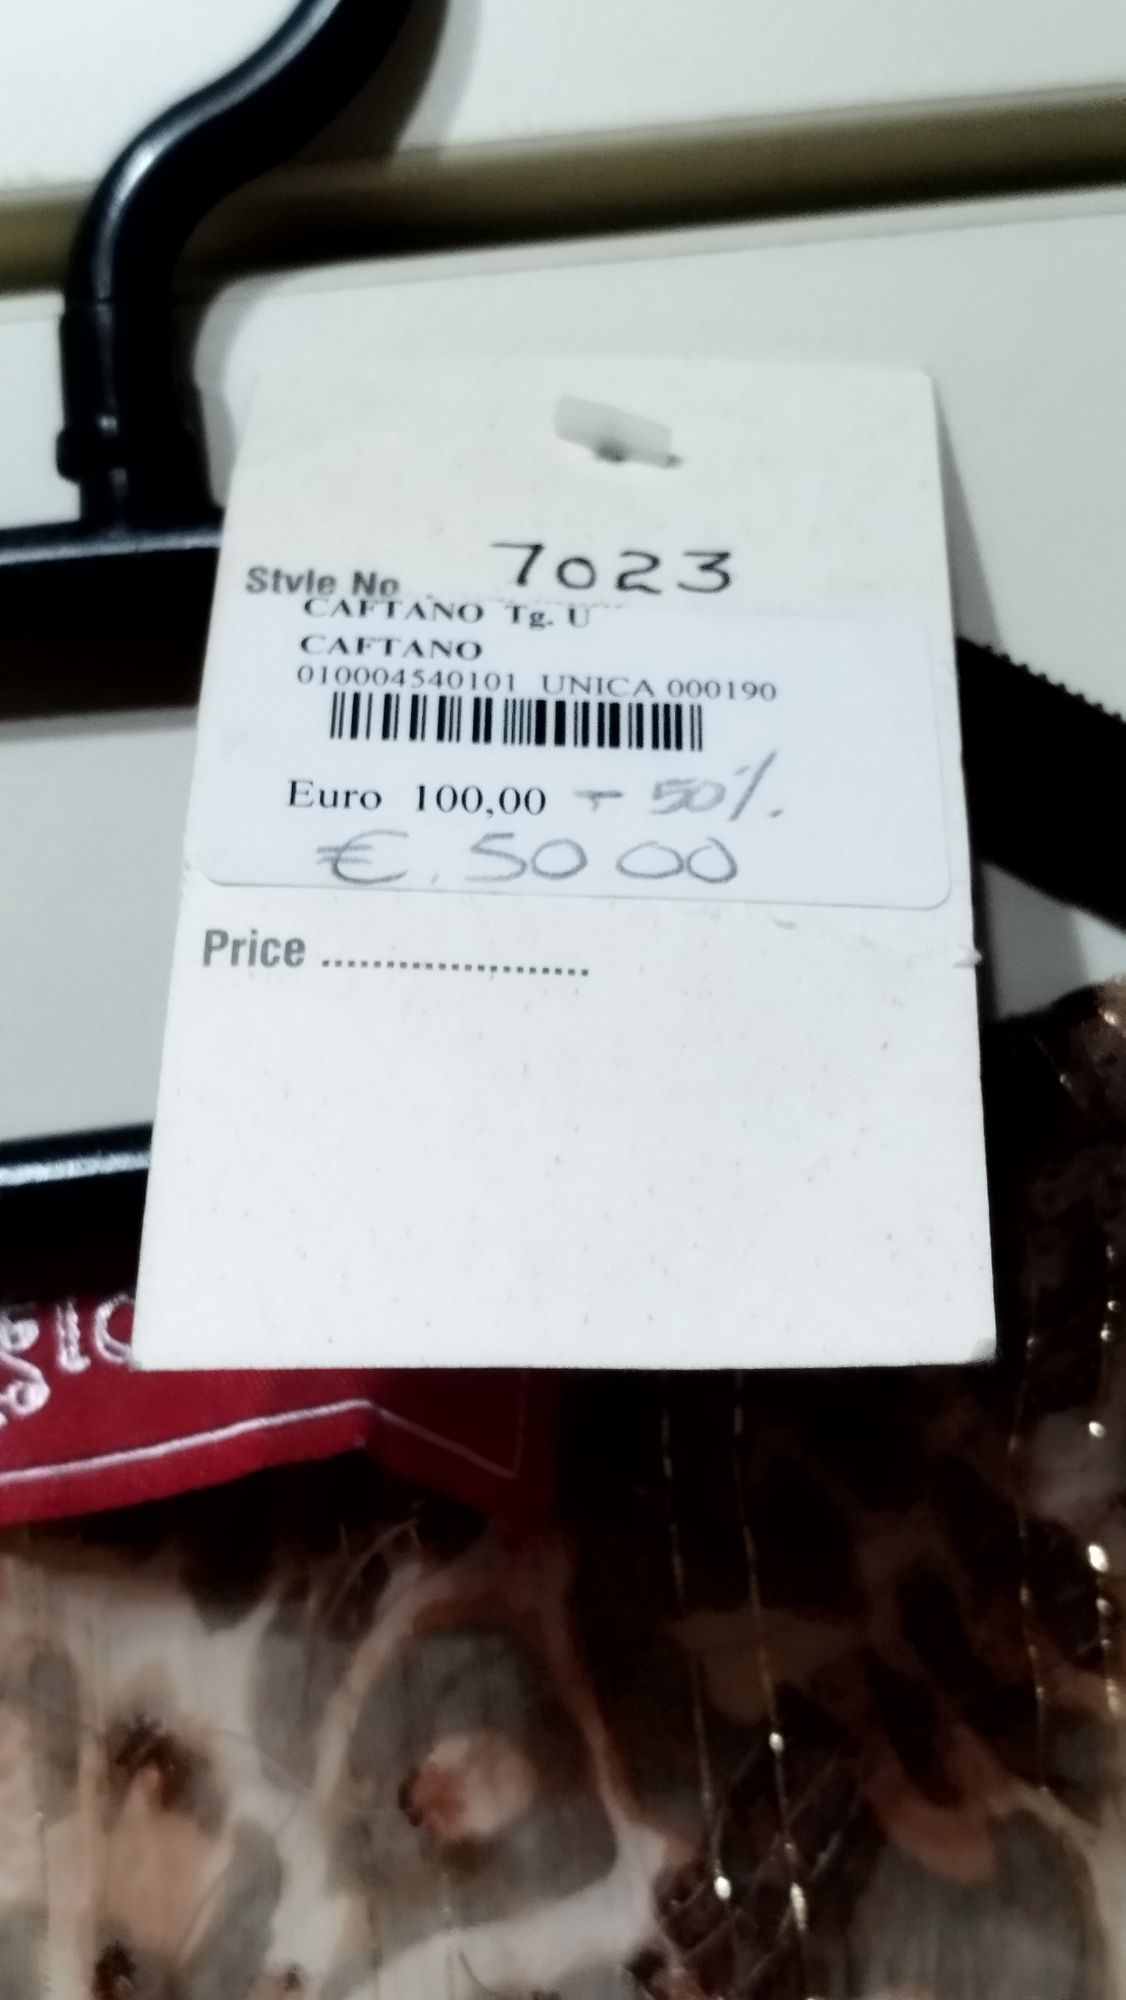 Style No 7023
CAFTANO Tg. U
CAFTANO
010004540101 UNICA 000190
Euro 100,00 - 50%.
€. 50 00
Price ......................